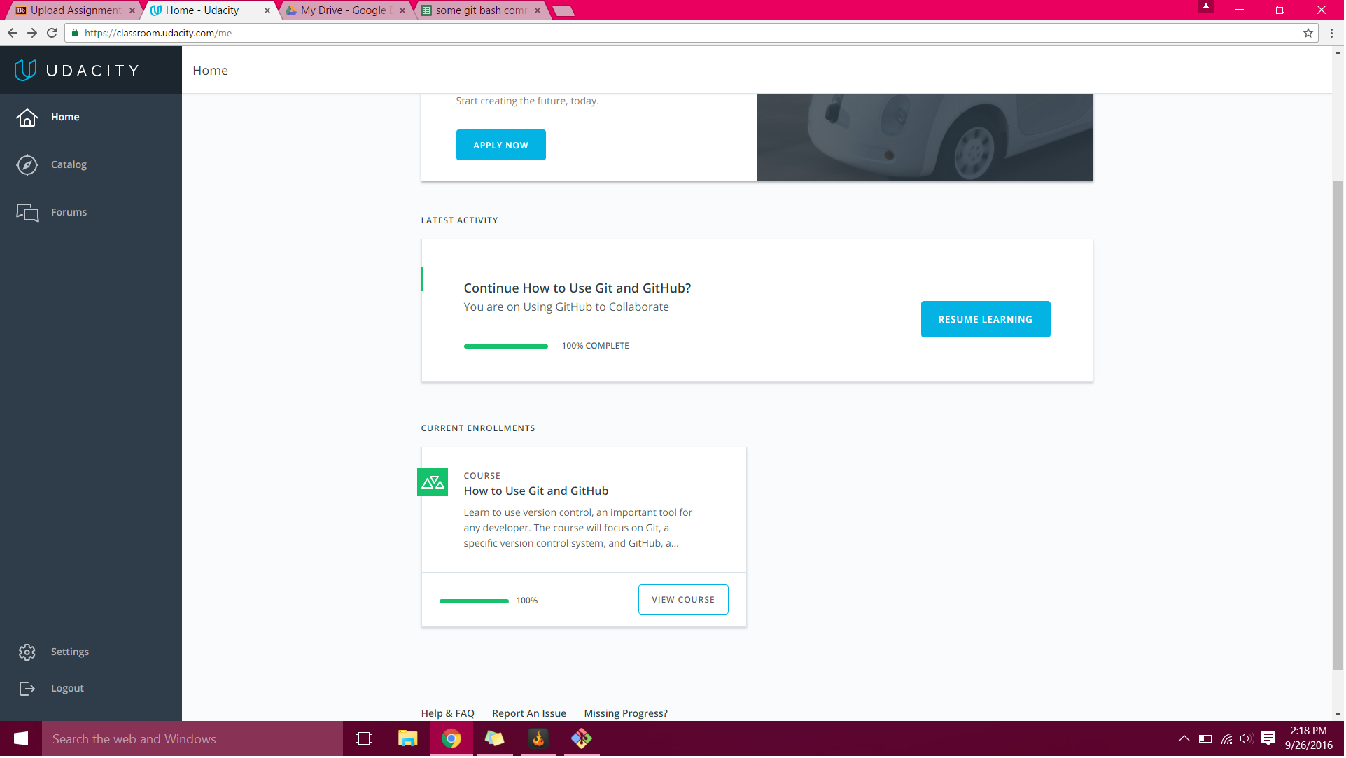 Upload Assignment
Home - Udacity
My Drive - Google
some git bash com
https://classroom.udacity.com/me
UDACITY
Home
Home
Catalog
Forums
Settings
Logout
Start creating the future, today.
APPLY NOW
LATEST ACTIVITY
Continue How to Use Git and GitHub?
You are on Using GitHub to Collaborate
100% COMPLETE
RESUME LEARNING
CURRENT ENROLLMENTS
COURSE
How to Use Git and GitHub
Learn to use version control, an important tool for
any developer. The course will focus on Git, a
specific version control system, and GitHub, a...
100%
VIEW COURSE
Help & FAQ Report An Issue Missing Progress?
Search the web and Windows
2:18 PM
9/26/2016